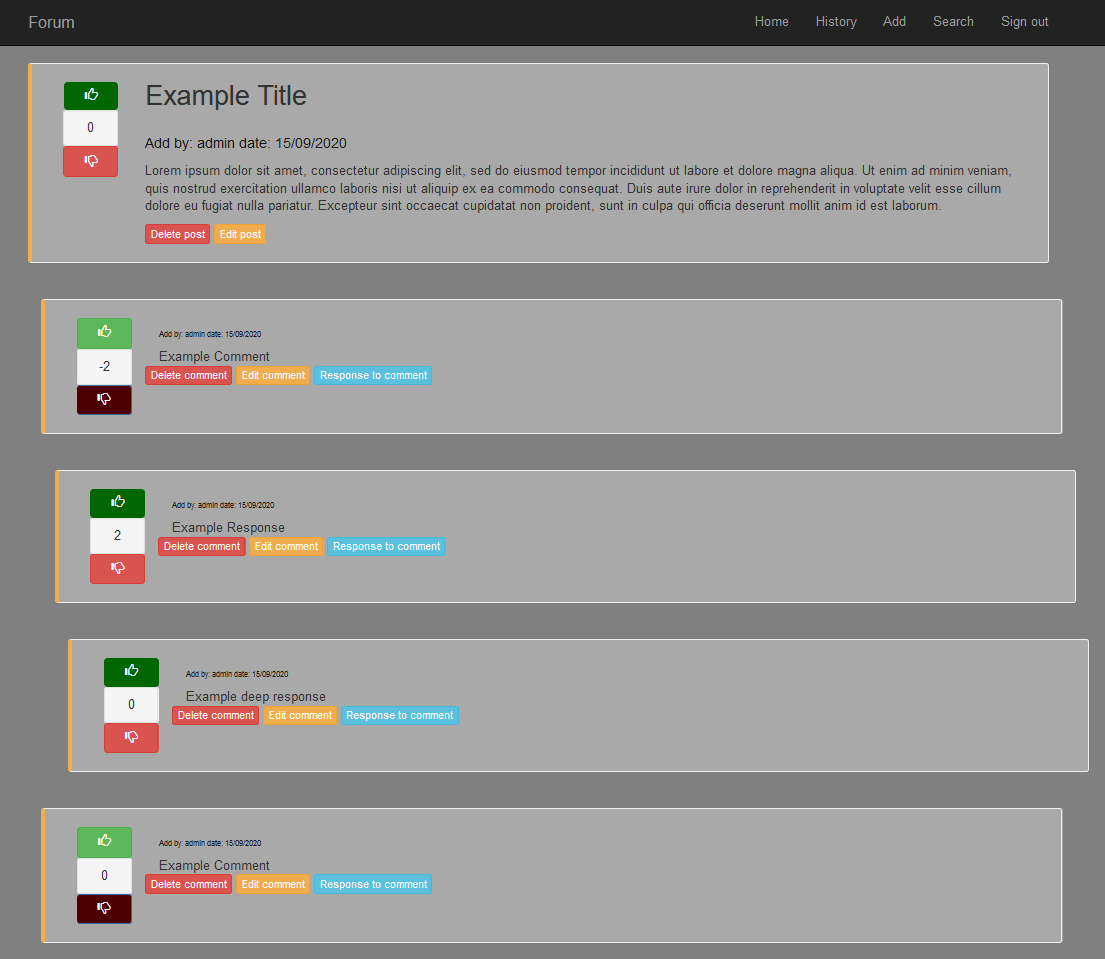 Forum Home History Add Search Sign out
Example Title
0
Add by: admin date: 15/09/2020
Lorem ipsum dolor sit amet, consectetur adipiscing elit, sed do eiusmod tempor incididunt ut labore et dolore magna aliqua. Ut enim ad minim veniam,
quis nostrud exercitation ullamco laboris nisi ut aliquip ex ea commodo consequat. Duis aute irure dolor in reprehenderit in voluptate velit esse cillum
dolore eu fugiat nulla pariatur. Excepteur sint occaecat cupidatat non proident, sunt in culpa qui officia deserunt mollit anim id est laborum.
Delete post Edit post
Add by: admin date: 15/09/2020
Example Comment
-2
Delete comment Edit comment Response to comment
Add by: admin date: 15/09/2020
Example Response
2
Delete comment Edit comment Response to comment
Add by: admin date: 15/09/2020
Example deep response
0
Delete comment Edit comment Response to comment
Add by: admin date: 15/09/2020
Example Comment
0
Delete comment Edit comment Response to comment